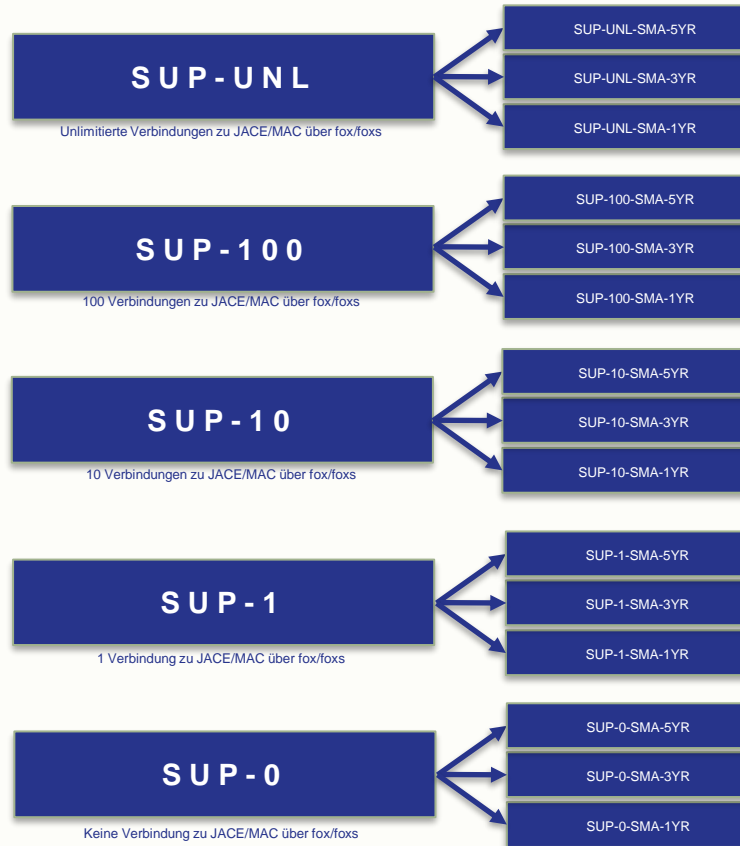 SUP-UNL
Unlimitierte Verbindungen zu JACE/MAC über fox/foxs
SUP-UNL-SMA-5YR
SUP-UNL-SMA-3YR
SUP-UNL-SMA-1YR
SUP-100
100 Verbindungen zu JACE/MAC über fox/foxs
SUP-100-SMA-5YR
SUP-100-SMA-3YR
SUP-100-SMA-1YR
SUP-10
10 Verbindungen zu JACE/MAC über fox/foxs
SUP-10-SMA-5YR
SUP-10-SMA-3YR
SUP-10-SMA-1YR
SUP-1
1 Verbindung zu JACE/MAC über fox/foxs
SUP-1-SMA-5YR
SUP-1-SMA-3YR
SUP-1-SMA-1YR
SUP-0
Keine Verbindung zu JACE/MAC über fox/foxs
SUP-0-SMA-5YR
SUP-0-SMA-3YR
SUP-0-SMA-1YR